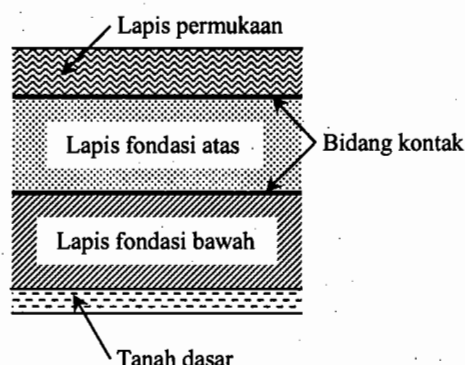 Lapis permukaan
Lapis fondasi atas
Bidang kontak
Lapis fondasi bawah
Tanah dasar